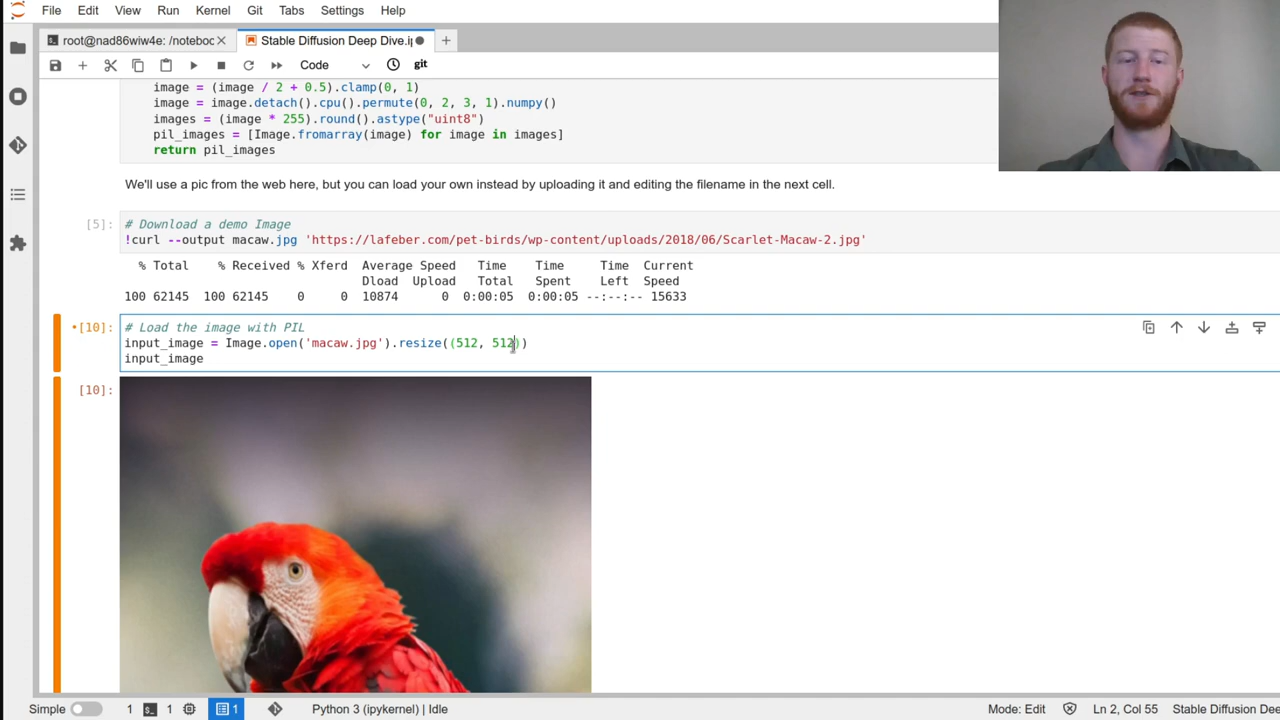 File Edit View Run Kernel Git Tabs Settings Help
root@nad86wiw4e: /noteboo Stable Diffusion Deep Dive.ip
Code git
image = (image / 2 + 0.5).clamp(0, 1)
image = image.detach().cpu().permute(0, 2, 3, 1).numpy()
images = (image * 255).round().astype("uint8")
pil_images = [Image.fromarray(image) for image in images]
return pil_images
We'll use a pic from the web here, but you can load your own instead by uploading it and editing the filename in the next cell.
[5]: # Download a demo Image
!curl --output macaw.jpg 'https://lafeber.com/pet-birds/wp-content/uploads/2018/06/Scarlet-Macaw-2.jpg'
% Total % Received % Xferd Average Speed Time Time Time Current
Dload Upload Total Spent Left Speed
100 62145 100 62145 0 0 10874 0 0:00:05 0:00:05 --:--:-- 15633
[10]: # Load the image with PIL
input_image = Image.open('macaw.jpg').resize((512, 512))
input_image
[10]:
Simple 1 1 1 Python 3 (ipykernel) | Idle Mode: Edit Ln 2, Col 55 Stable Diffusion Dee